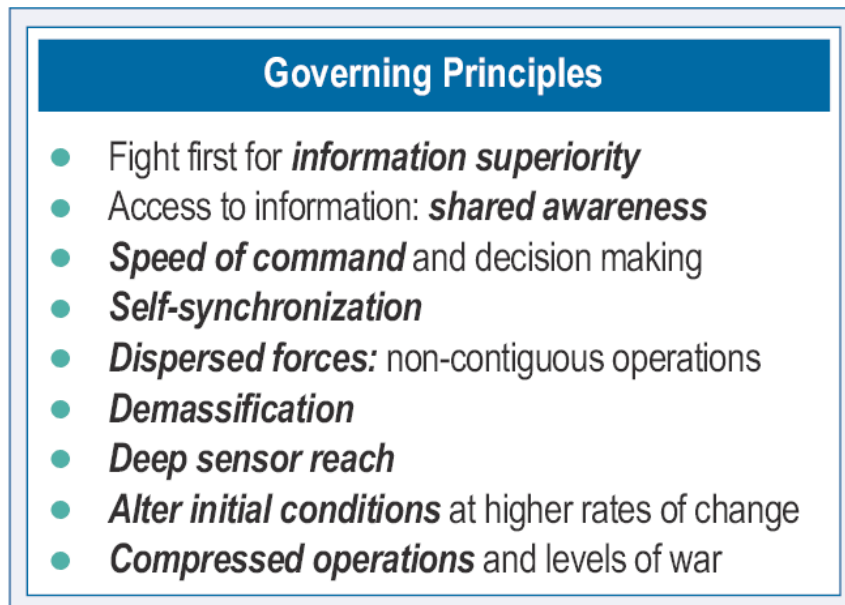 Governing Principles
Fight first for information superiority
Access to information: shared awareness
Speed of command and decision making
Self-synchronization
Dispersed forces: non-contiguous operations
Demassification
Deep sensor reach
Alter initial conditions at higher rates of change
Compressed operations and levels of war